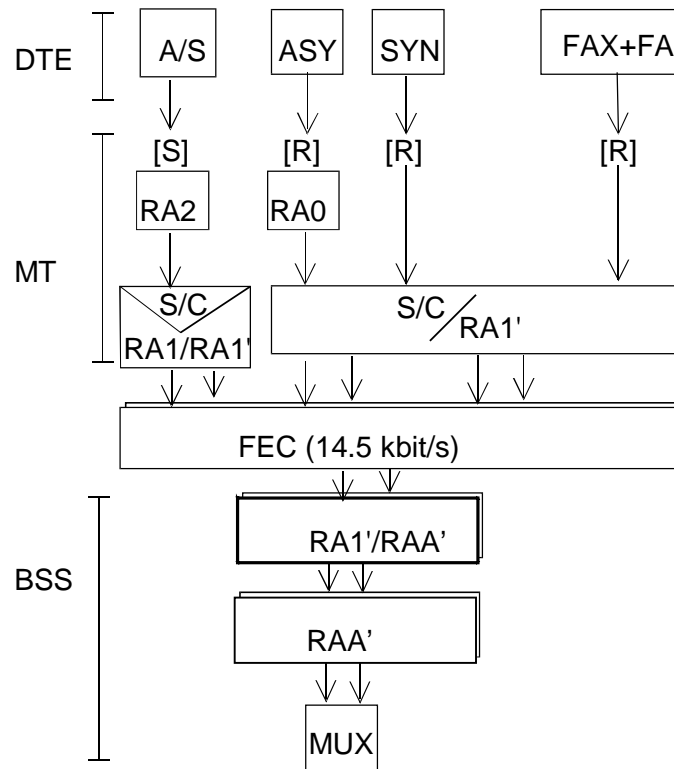 DTE
A/S
ASY
SYN
FAX+FA
[S]
[R]
[R]
[R]
MT
RA2
RA0
S/C
RA1/RA1'
S/C
RA1'
FEC (14.5 kbit/s)
BSS
RA1'/RAA’
RAA’
MUX